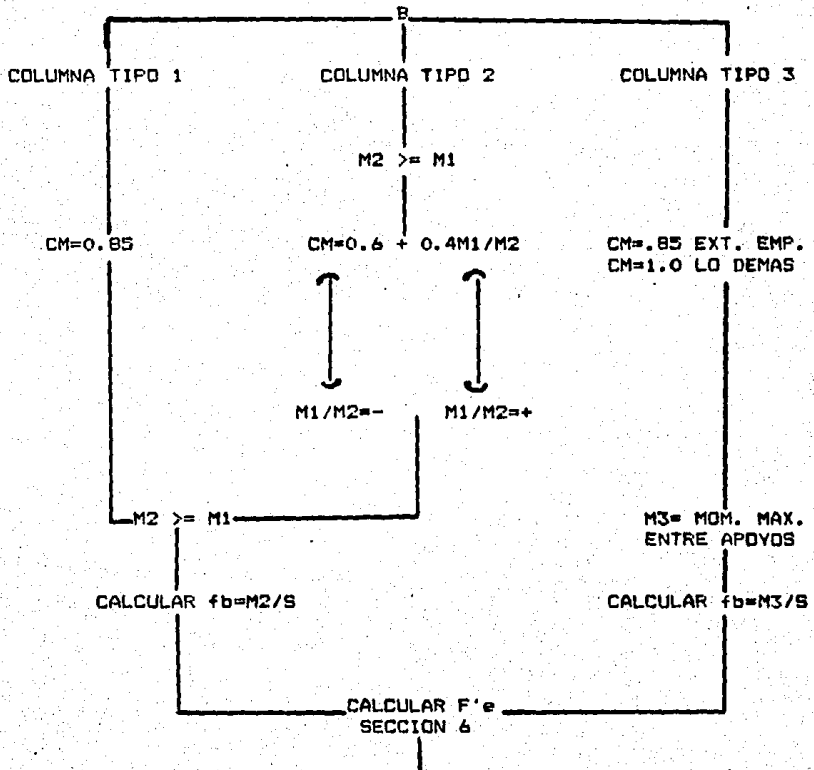 B
COLUMNA TIPO 1
COLUMNA TIPO 2
COLUMNA TIPO 3
M2 >= M1
CM=0.85
CM=0.6 + 0.4M1/M2
CM=.85 EXT. EMP.
CM=1.0 LO DEMAS
M1/M2=-
M1/M2=+
M2 >= M1
M3= MOM. MAX.
ENTRE APOYOS
CALCULAR fb=M2/S
CALCULAR fb=M3/S
CALCULAR F'e
SECCION 6